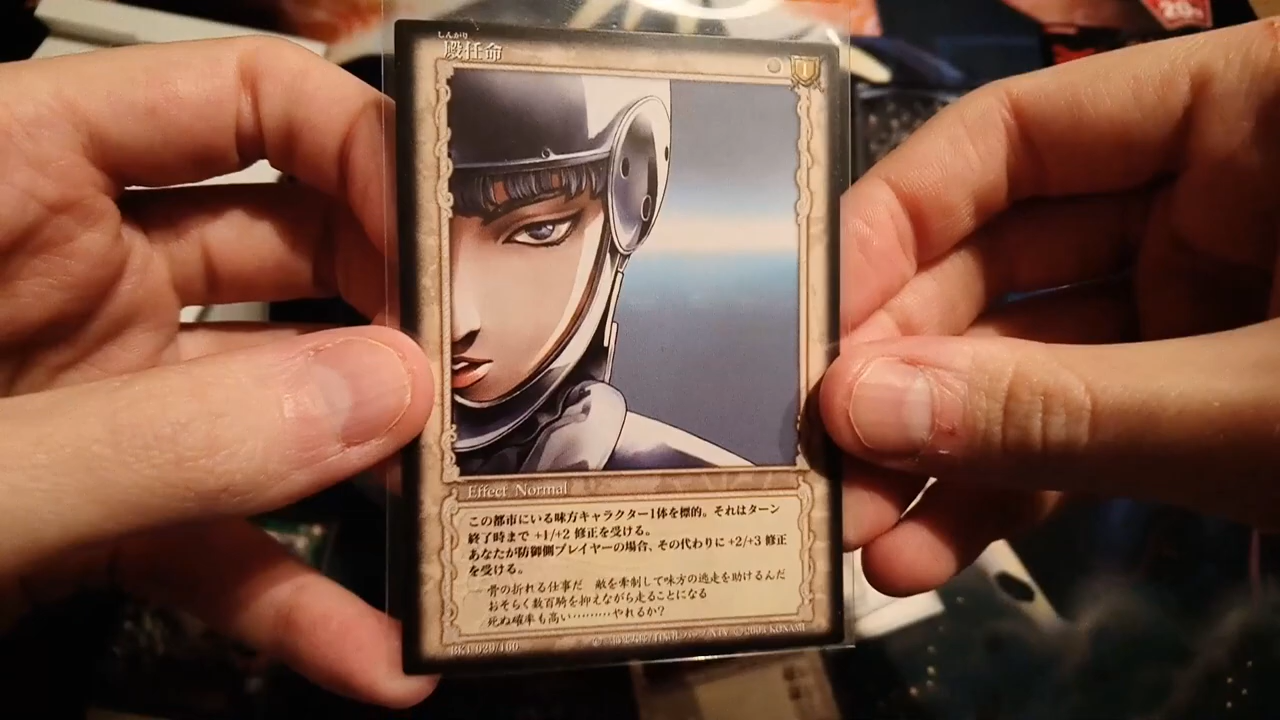 しんがり
殿任命
Effect Normal
この都市にいる味方キャラクター1体を標的。それはターン
終了時まで +1/+2 修正を受ける。
あなたが防御側プレイヤーの場合、その代わりに +2/+3 修正
を受ける。
骨の折れる仕事だ 敵を牽制して味方の逃走を助けるんだ
おそらく数百騎を抑えながら走ることになる
死ぬ確率も高い………やれるか?
©2003 KONAMI
BK1 029/100